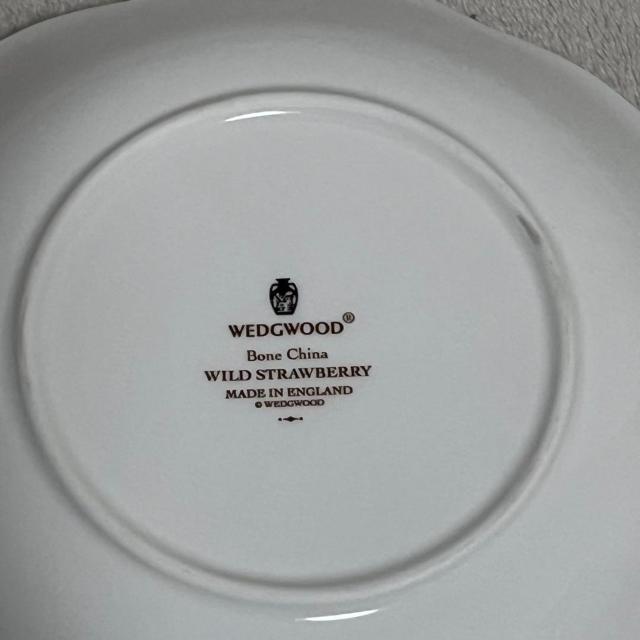 WEDGWOOD®
Bone China
WILD STRAWBERRY
MADE IN ENGLAND
© WEDGWOOD